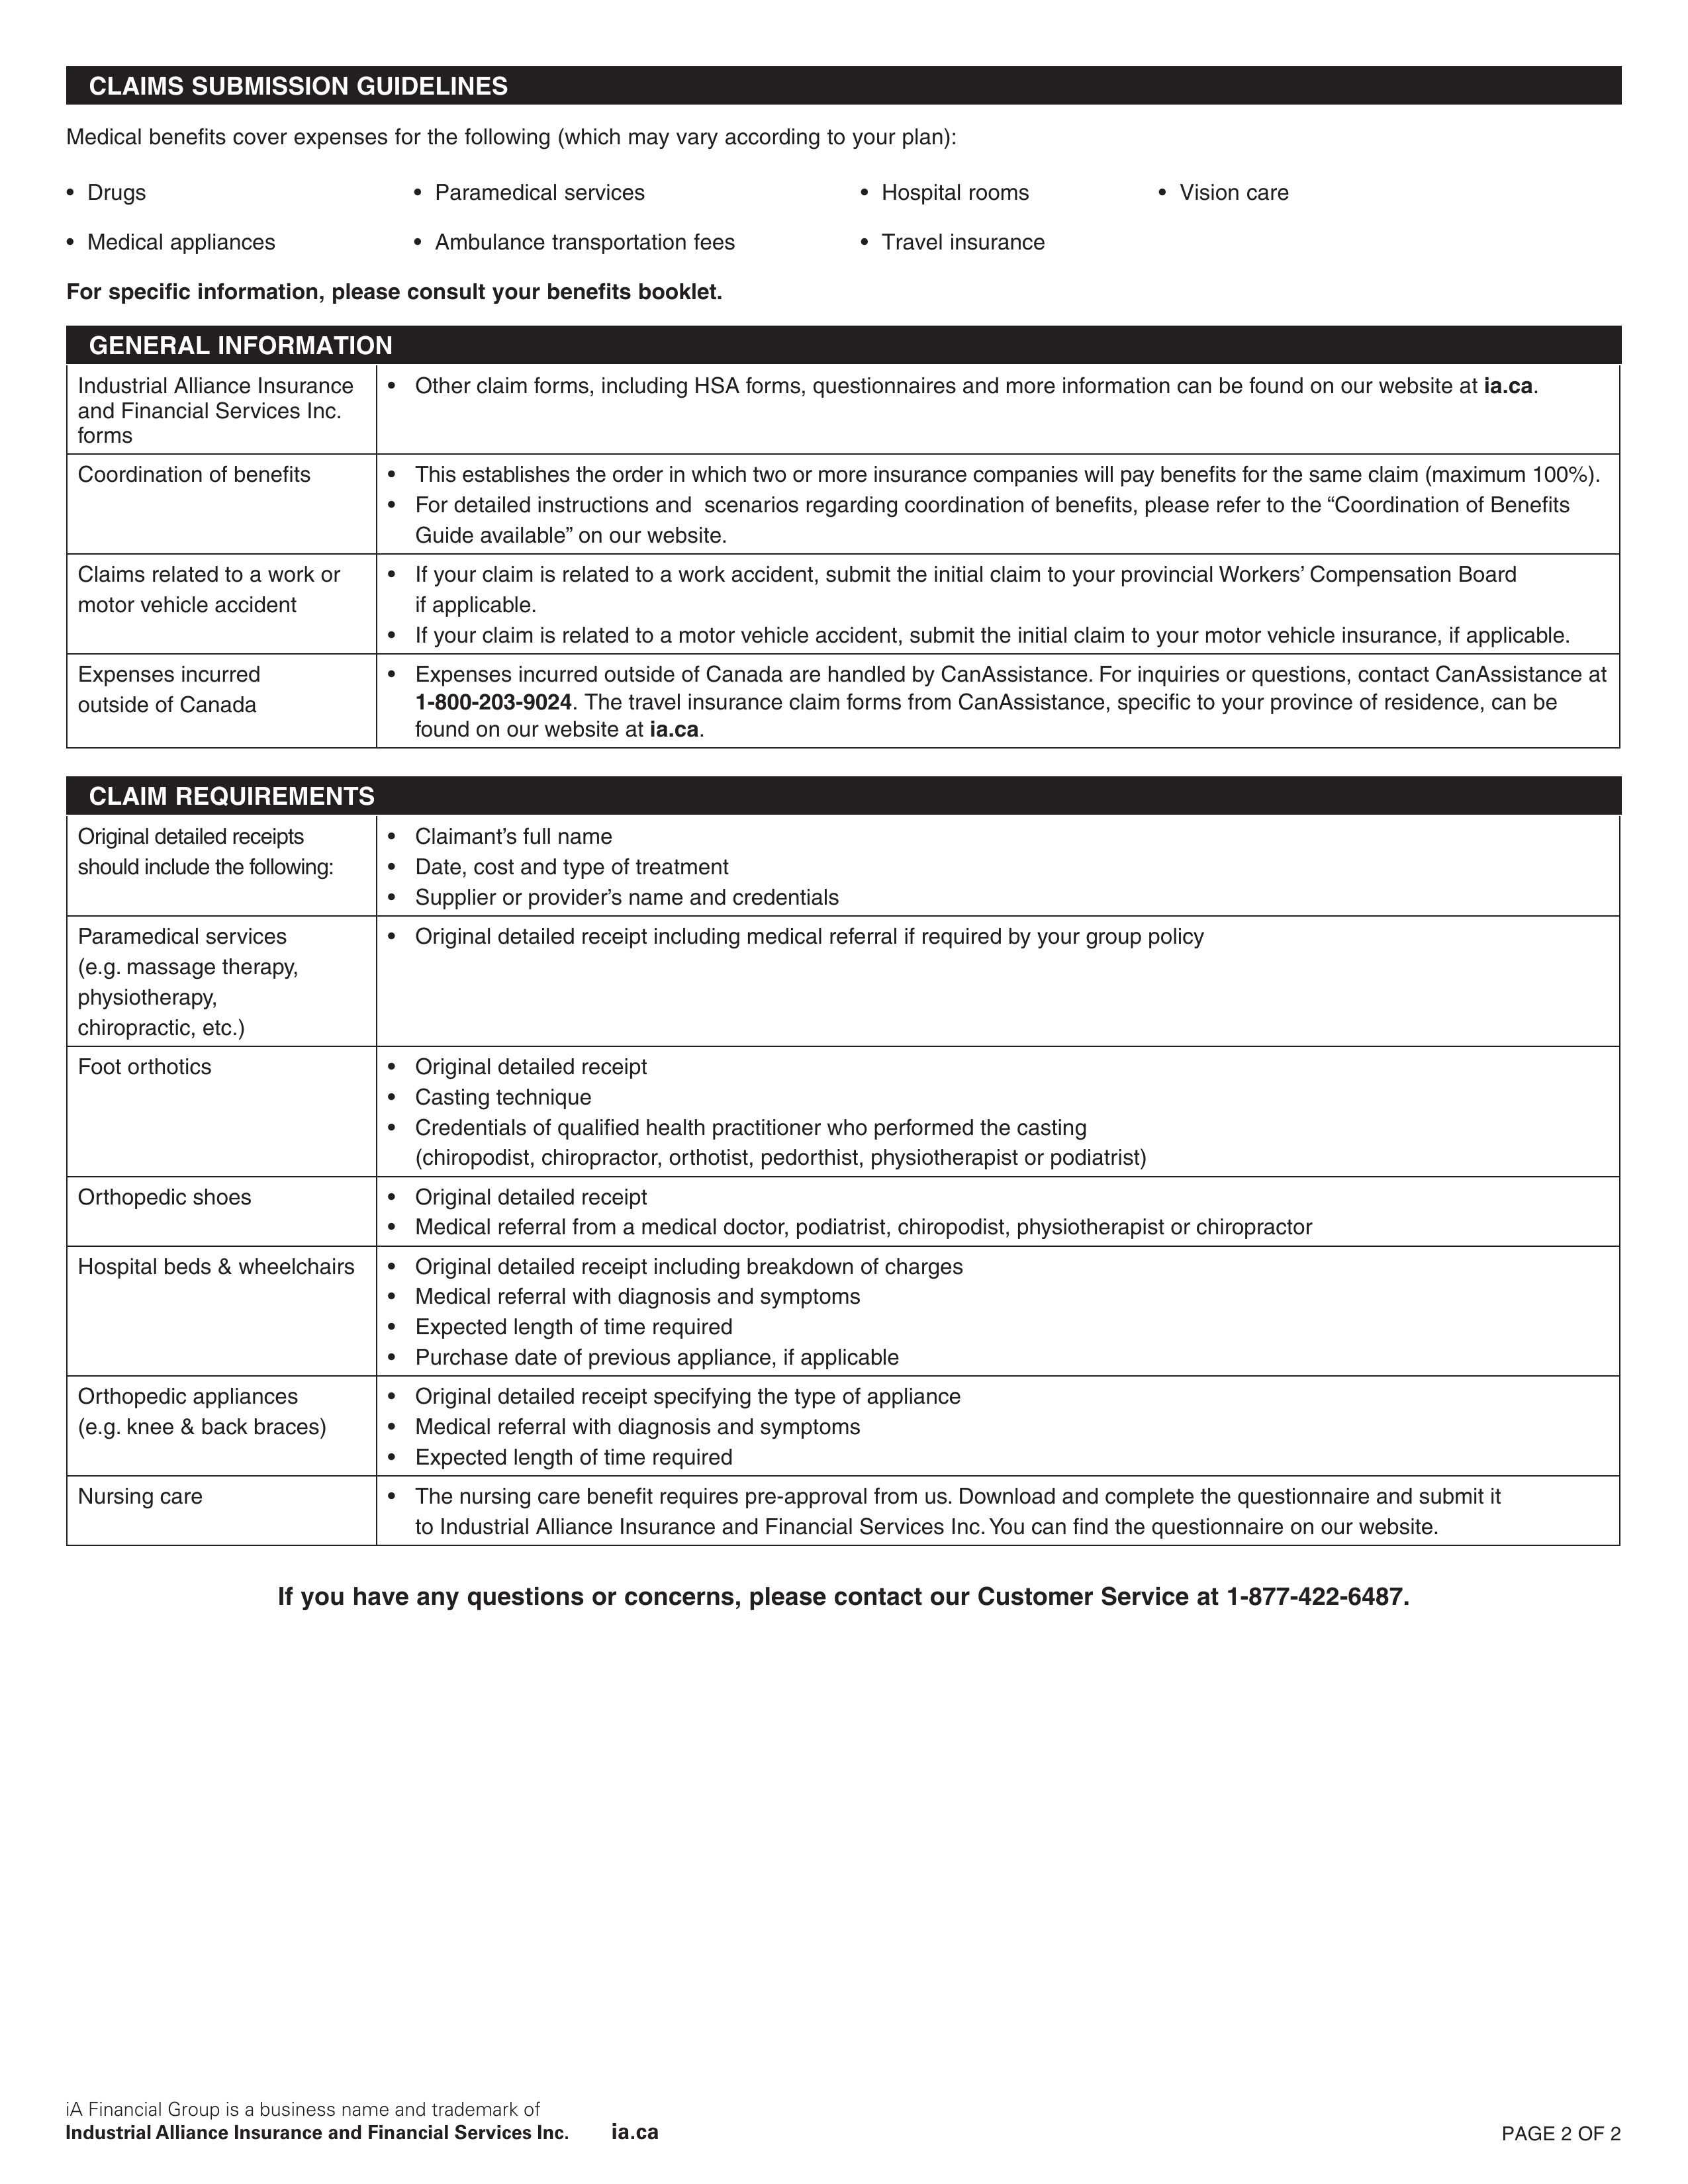 CLAIMS SUBMISSION GUIDELINES
Medical benefits cover expenses for the following (which may vary according to your plan):
• Drugs • Paramedical services • Hospital rooms • Vision care
• Medical appliances • Ambulance transportation fees • Travel insurance
For specific information, please consult your benefits booklet.
GENERAL INFORMATION
Industrial Alliance Insurance
and Financial Services Inc.
forms
• Other claim forms, including HSA forms, questionnaires and more information can be found on our website at ia.ca.
Coordination of benefits
• This establishes the order in which two or more insurance companies will pay benefits for the same claim (maximum 100%).
• For detailed instructions and  scenarios regarding coordination of benefits, please refer to the “Coordination of Benefits
Guide available” on our website.
Claims related to a work or
motor vehicle accident
• If your claim is related to a work accident, submit the initial claim to your provincial Workers’ Compensation Board
if applicable.
• If your claim is related to a motor vehicle accident, submit the initial claim to your motor vehicle insurance, if applicable.
Expenses incurred
outside of Canada
• Expenses incurred outside of Canada are handled by CanAssistance. For inquiries or questions, contact CanAssistance at
1-800-203-9024. The travel insurance claim forms from CanAssistance, specific to your province of residence, can be
found on our website at ia.ca.
CLAIM REQUIREMENTS
Original detailed receipts
should include the following:
• Claimant’s full name
• Date, cost and type of treatment
• Supplier or provider’s name and credentials
Paramedical services
(e.g. massage therapy,
physiotherapy,
chiropractic, etc.)
• Original detailed receipt including medical referral if required by your group policy
Foot orthotics
• Original detailed receipt
• Casting technique
• Credentials of qualified health practitioner who performed the casting
(chiropodist, chiropractor, orthotist, pedorthist, physiotherapist or podiatrist)
Orthopedic shoes
• Original detailed receipt
• Medical referral from a medical doctor, podiatrist, chiropodist, physiotherapist or chiropractor
Hospital beds & wheelchairs
• Original detailed receipt including breakdown of charges
• Medical referral with diagnosis and symptoms
• Expected length of time required
• Purchase date of previous appliance, if applicable
Orthopedic appliances
(e.g. knee & back braces)
• Original detailed receipt specifying the type of appliance
• Medical referral with diagnosis and symptoms
• Expected length of time required
Nursing care
• The nursing care benefit requires pre-approval from us. Download and complete the questionnaire and submit it
to Industrial Alliance Insurance and Financial Services Inc. You can find the questionnaire on our website.
If you have any questions or concerns, please contact our Customer Service at 1-877-422-6487.
iA Financial Group is a business name and trademark of
Industrial Alliance Insurance and Financial Services Inc. ia.ca
PAGE 2 OF 2